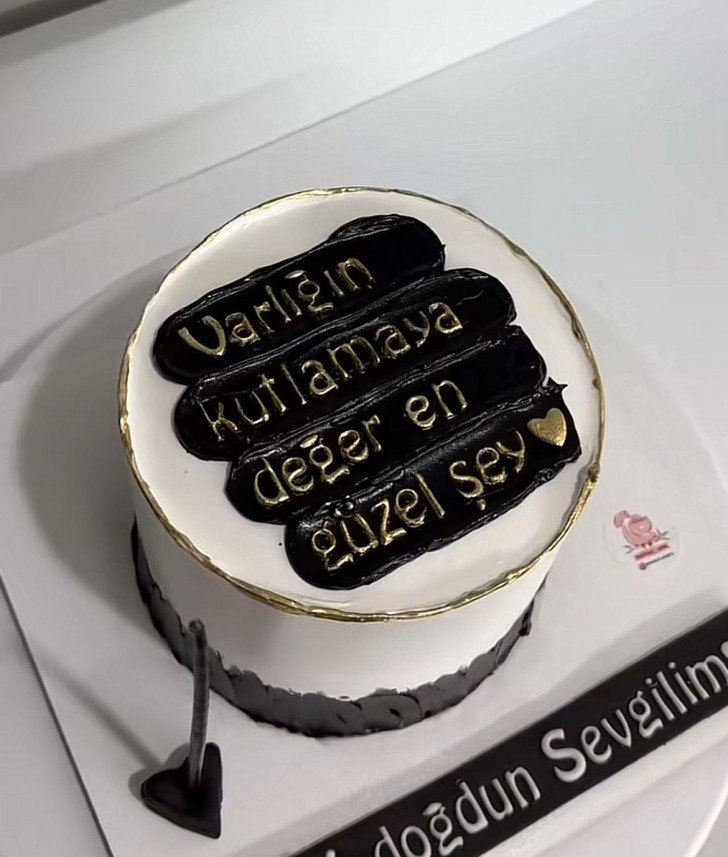 Varlığın
kutlamaya
değer en
güzel şey
doğdun Sevgilim